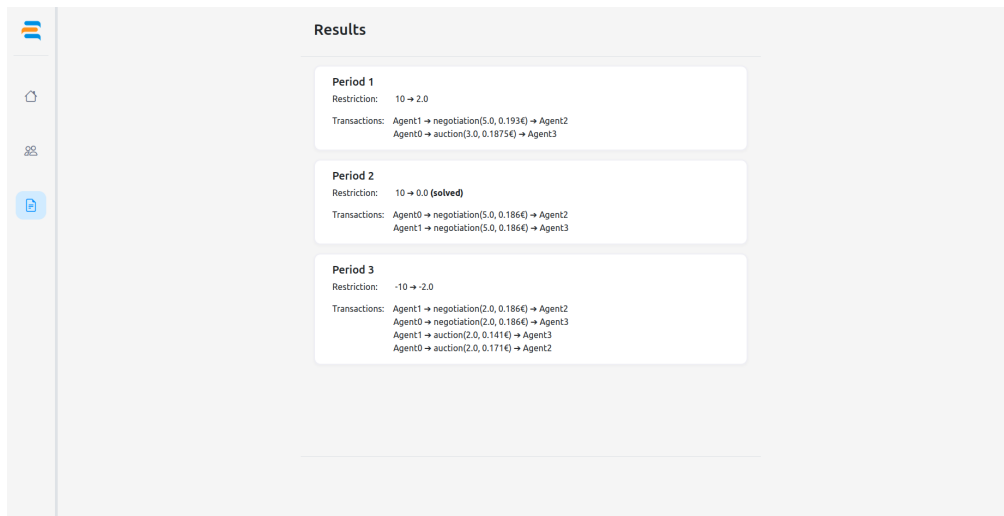 Results
Period 1
Restriction: 10 → 2.0
Transactions: Agent1 → negotiation(5.0, 0.193€) → Agent2
Agent0 → auction(3.0, 0.1875€) → Agent3
Period 2
Restriction: 10 → 0.0 (solved)
Transactions: Agent0 → negotiation(5.0, 0.186€) → Agent2
Agent1 → negotiation(5.0, 0.186€) → Agent3
Period 3
Restriction: -10 → -2.0
Transactions: Agent1 → negotiation(2.0, 0.186€) → Agent2
Agent0 → negotiation(2.0, 0.186€) → Agent3
Agent1 → auction(2.0, 0.141€) → Agent3
Agent0 → auction(2.0, 0.171€) → Agent2